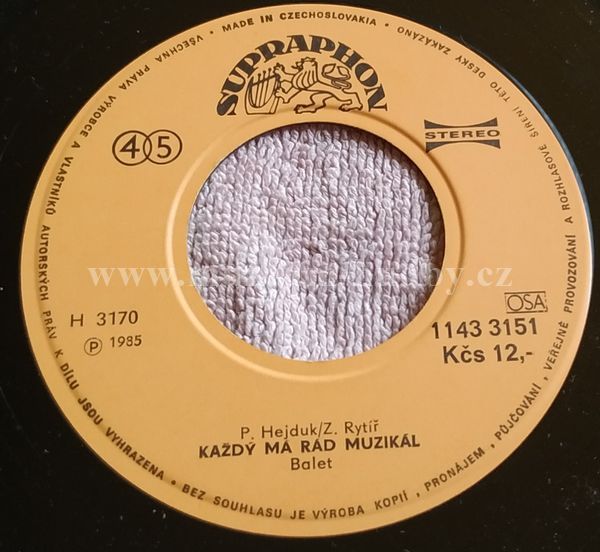 VŠECHNA PRÁVA VÝROBCE A VLASTNÍKŮ AUTORSKÝCH PRÁV K DÍLU JSOU VYHRAZENA • BEZ SOUHLASU JE VÝROBA KOPIÍ, PRONÁJEM, PŮJČOVÁNÍ, VEŘEJNÉ PROVOZOVÁNÍ A ROZHLASOVÉ ŠÍŘENÍ TÉTO DESKY ZAKÁZÁNO • MADE IN CZECHOSLOVAKIA •
SUPRAPHON
45
STEREO
OSA
H 3170
1143 3151
Ⓟ 1985
Kčs 12,-
P. Hejduk/Z. Rytíř
KAŽDÝ MÁ RÁD MUZIKÁL
Balet